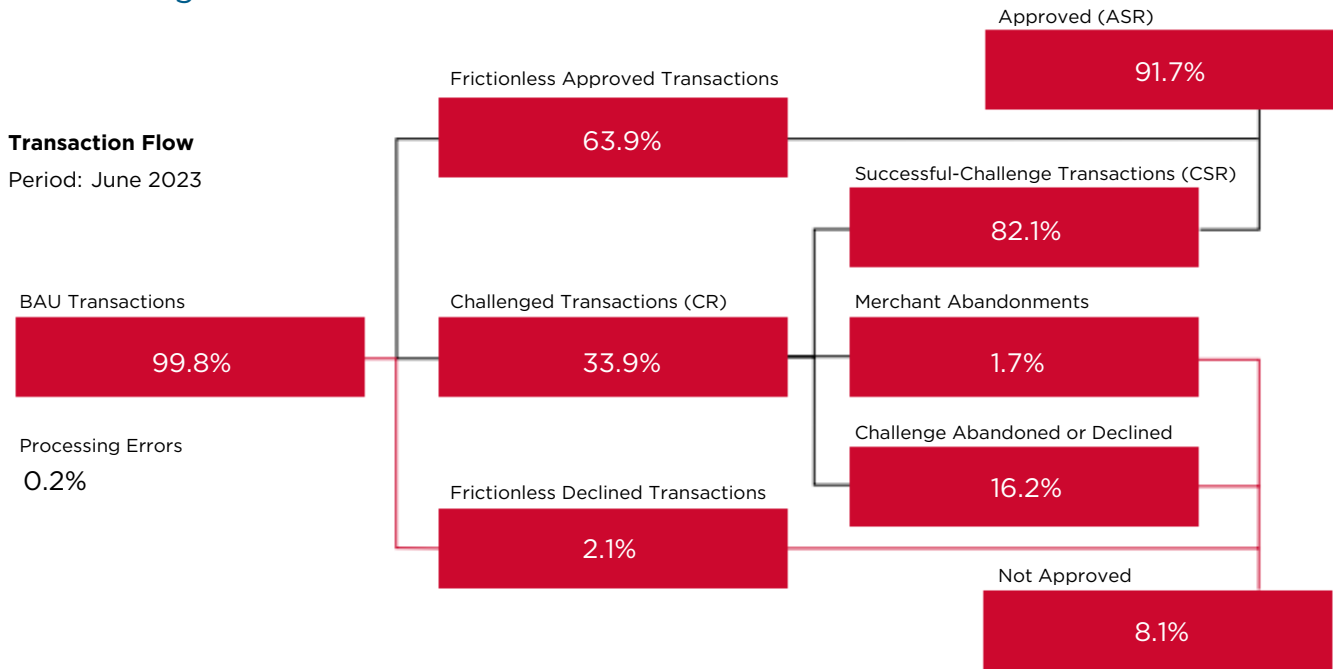 Approved (ASR)
91.7%
Frictionless Approved Transactions
63.9%
Transaction Flow
Period: June 2023
Successful-Challenge Transactions (CSR)
82.1%
BAU Transactions
99.8%
Challenged Transactions (CR)
33.9%
Merchant Abandonments
1.7%
Processing Errors
0.2%
Challenge Abandoned or Declined
16.2%
Frictionless Declined Transactions
2.1%
Not Approved
8.1%